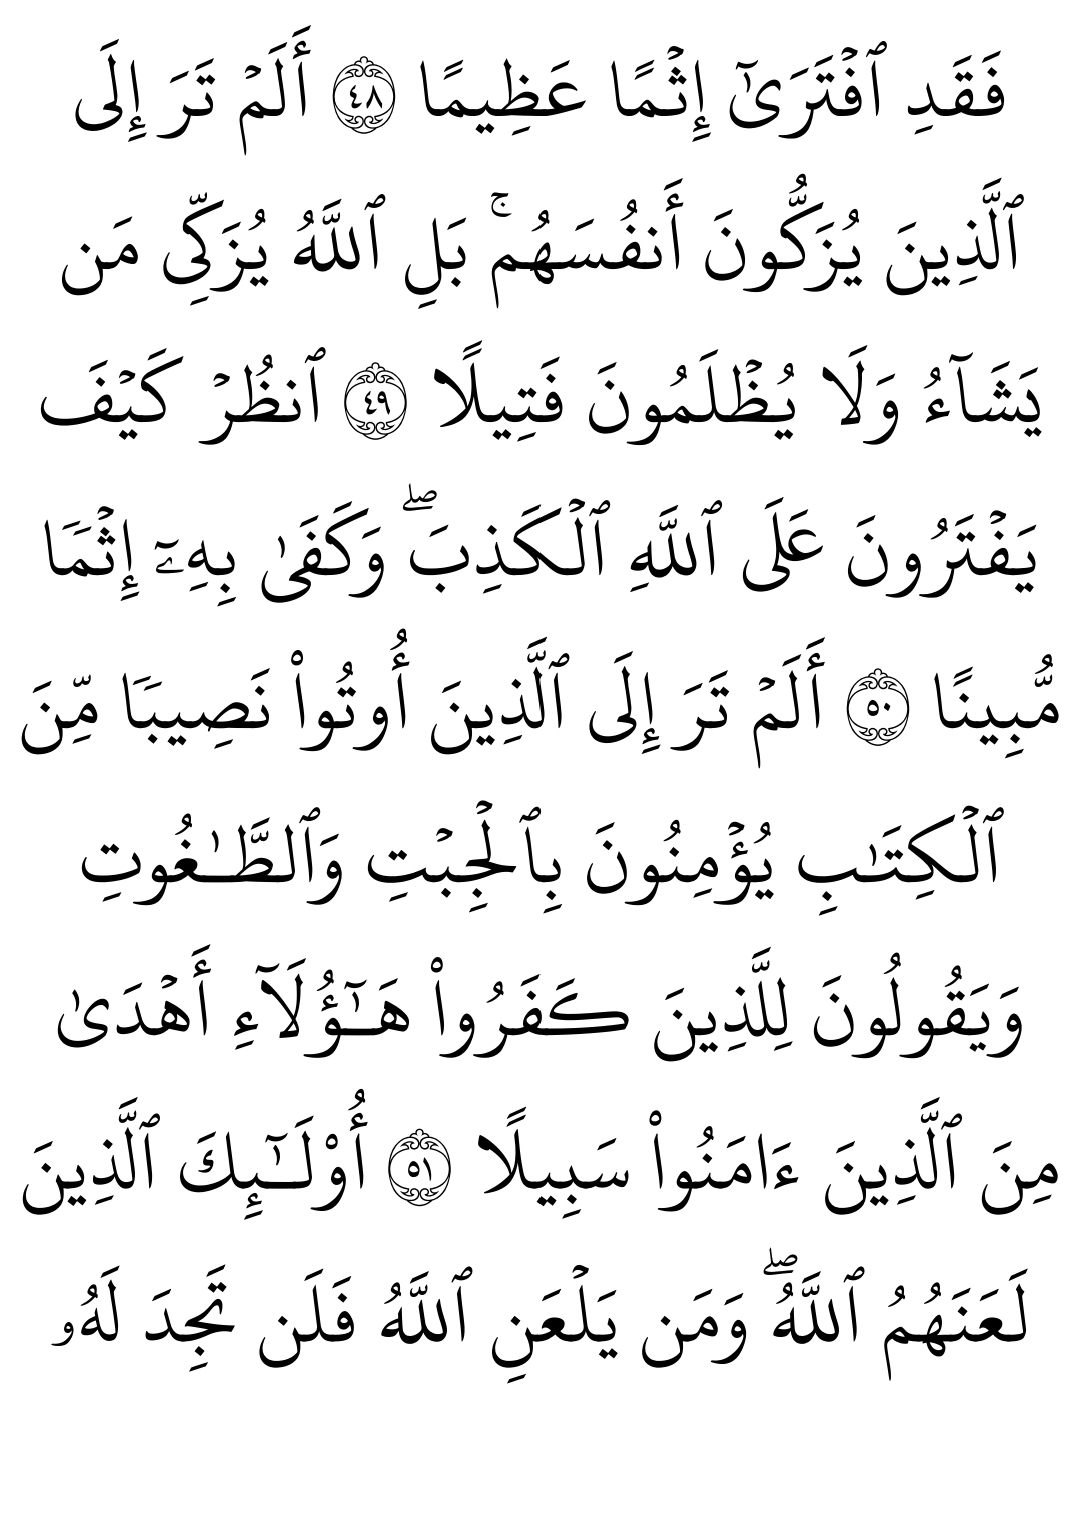 فَقَدِ ٱفۡتَرَىٰٓ إِثۡمًا عَظِيمًا ٤٨ أَلَمۡ تَرَ إِلَى
ٱلَّذِينَ يُزَكُّونَ أَنفُسَهُمۚ بَلِ ٱللَّهُ يُزَكِّى مَن
يَشَآءُ وَلَا يُظۡلَمُونَ فَتِيلًا ٤٩ ٱنظُرۡ كَيۡفَ
يَفۡتَرُونَ عَلَى ٱللَّهِ ٱلۡكَذِبَۖ وَكَفَىٰ بِهِۦٓ إِثۡمَا
مُّبِينًا ٥٠ أَلَمۡ تَرَ إِلَى ٱلَّذِينَ أُوتُوا۟ نَصِيبَا مِّنَ
ٱلۡكِتَـٰبِ يُؤۡمِنُونَ بِٱلۡجِبۡتِ وَٱلطَّـٰغُوتِ
وَيَقُولُونَ لِلَّذِينَ كَفَرُوا۟ هَـٰٓؤُلَآءِ أَهۡدَىٰ
مِنَ ٱلَّذِينَ ءَامَنُوا۟ سَبِيلًا ٥١ أُو۟لَـٰٓئِكَ ٱلَّذِينَ
لَعَنَهُمُ ٱللَّهُۖ وَمَن يَلۡعَنِ ٱللَّهُ فَلَن تَجِدَ لَهُۥ